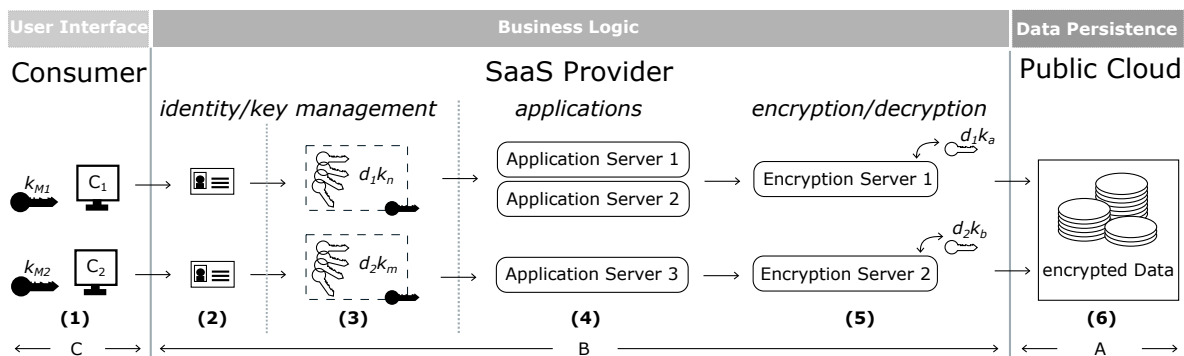 User Interface
Business Logic
Data Persistence
Consumer
SaaS Provider
Public Cloud
identity/key management
applications
encryption/decryption
kM1
C1
d1kn
Application Server 1
Application Server 2
Encryption Server 1
d1ka
kM2
C2
d2km
Application Server 3
Encryption Server 2
d2kb
encrypted Data
(1)
(2)
(3)
(4)
(5)
(6)
C
B
A